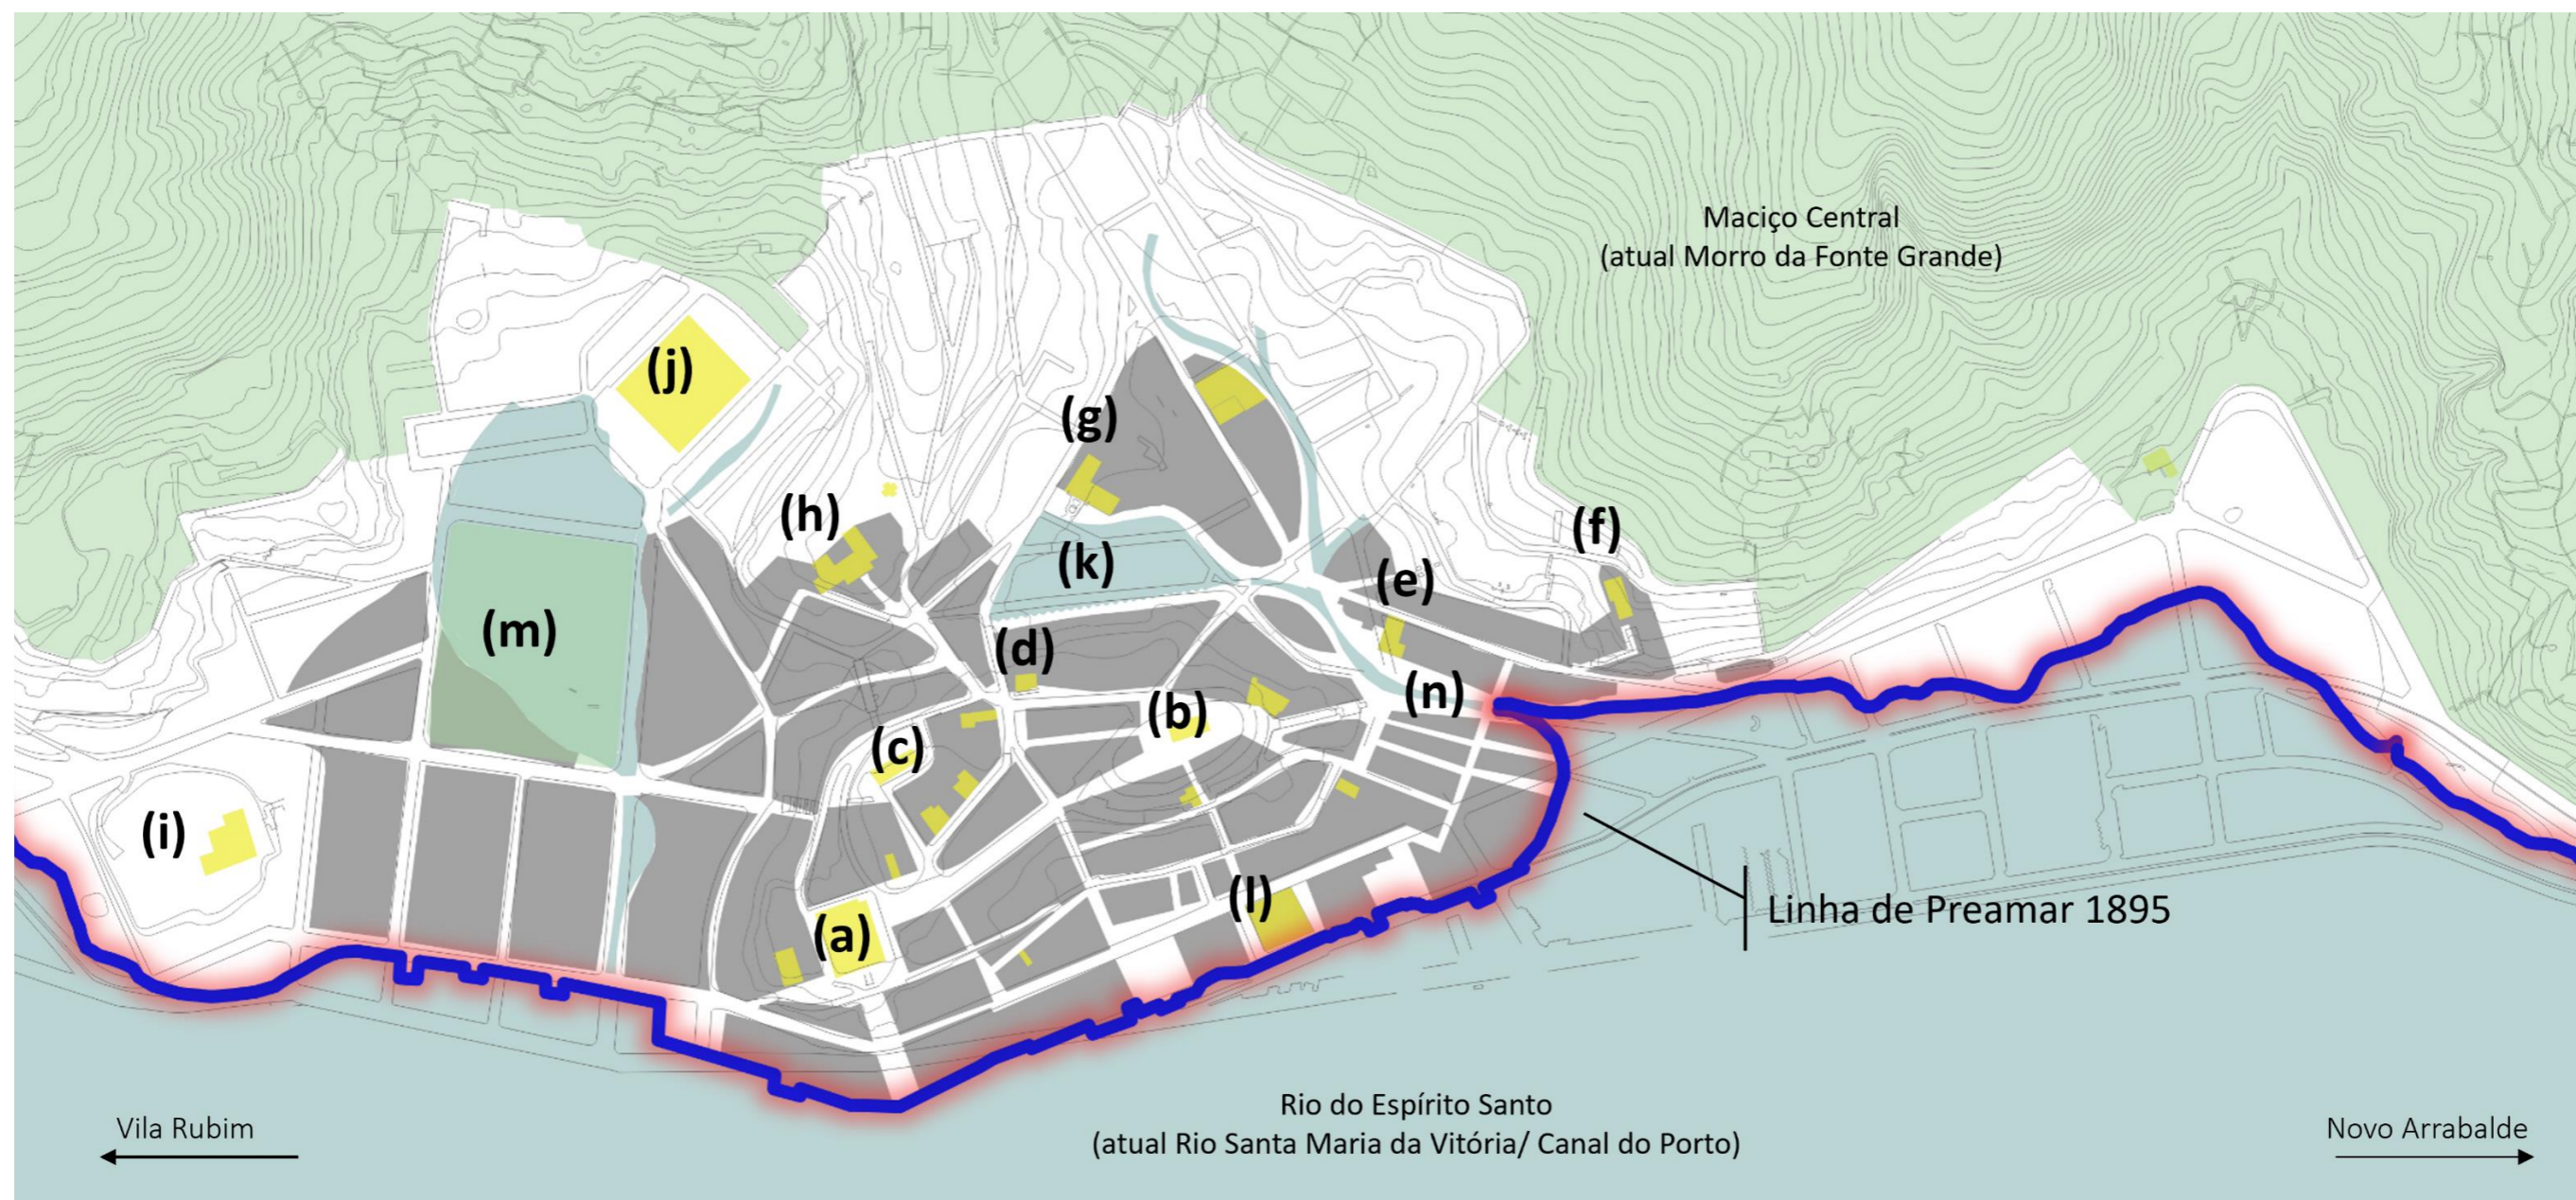 Maciço Central
(atual Morro da Fonte Grande)
(j)
(g)
(h)
(f)
(k)
(e)
(m)
(d)
(n)
(b)
(c)
(i)
(l)
(a)
Linha de Preamar 1895
Rio do Espírito Santo
(atual Rio Santa Maria da Vitória/ Canal do Porto)
Vila Rubim
Novo Arrabalde